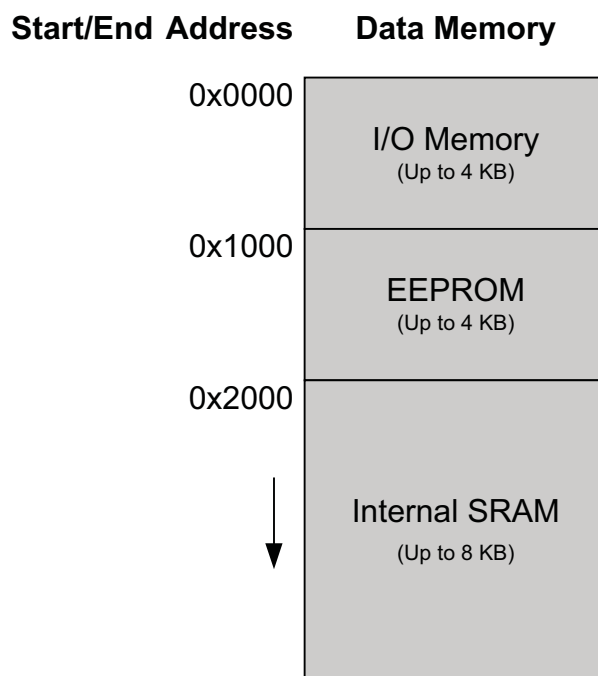 Start/End Address Data Memory
0x0000
I/O Memory
(Up to 4 KB)
0x1000
EEPROM
(Up to 4 KB)
0x2000
Internal SRAM
(Up to 8 KB)